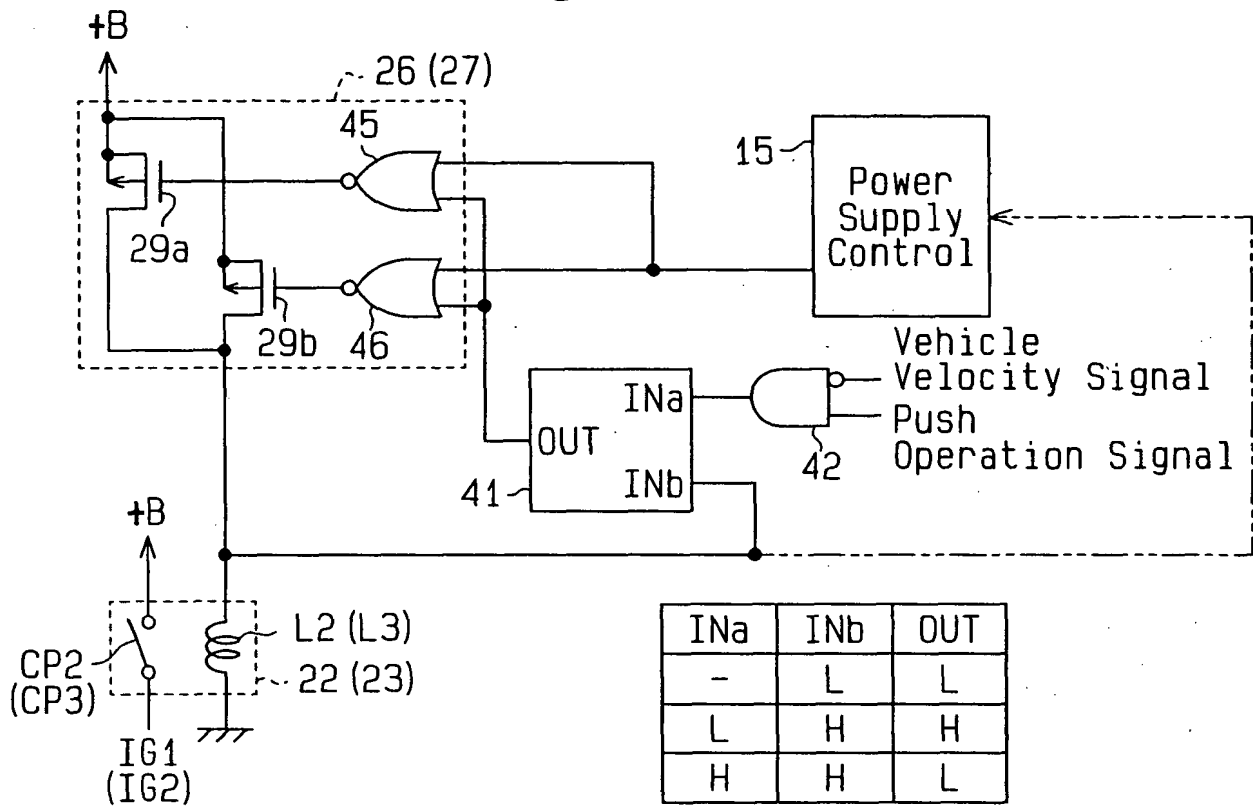 +B
26 (27)
45
15
Power
Supply
Control
29a
29b
46
Vehicle
Velocity Signal
INa
OUT
Push
Operation Signal
42
41
INb
+B
L2 (L3)
CP2
(CP3)
22 (23)
IG1
(IG2)
INa INb OUT
- L L
L H H
H H L